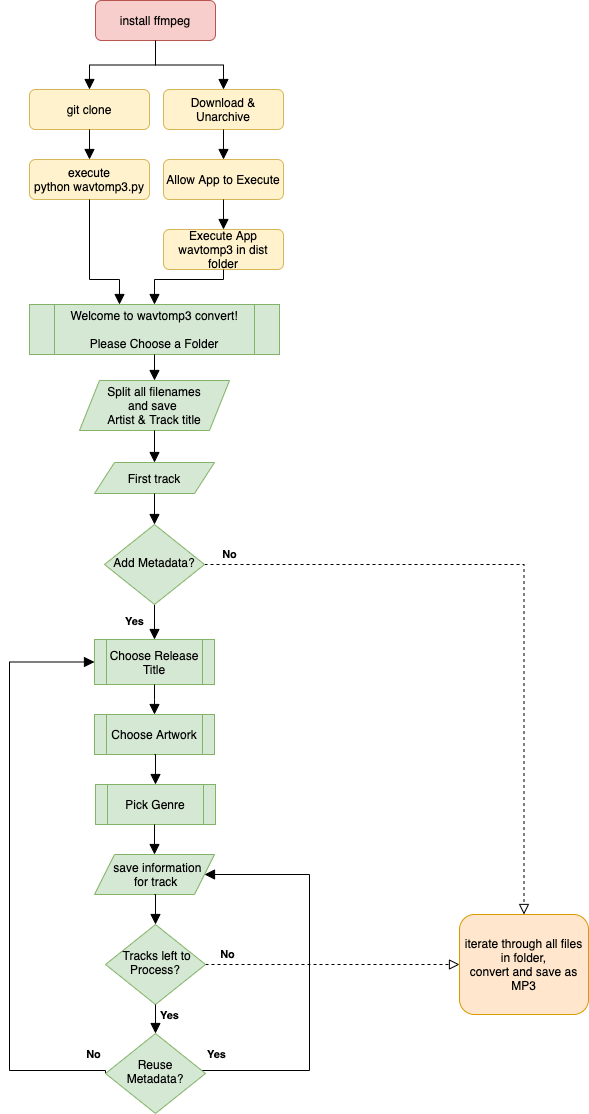 install ffmpeg
git clone
Download &
Unarchive
execute
python wavtomp3.py
Allow App to Execute
Execute App
wavtomp3 in dist
folder
Welcome to wavtomp3 convert!
Please Choose a Folder
Split all filenames
and save
Artist & Track title
First track
Add Metadata?
No
Yes
Choose Release
Title
Choose Artwork
Pick Genre
save information
for track
Tracks left to
Process?
No
iterate through all files
in folder,
convert and save as
MP3
Yes
No
Yes
Reuse
Metadata?